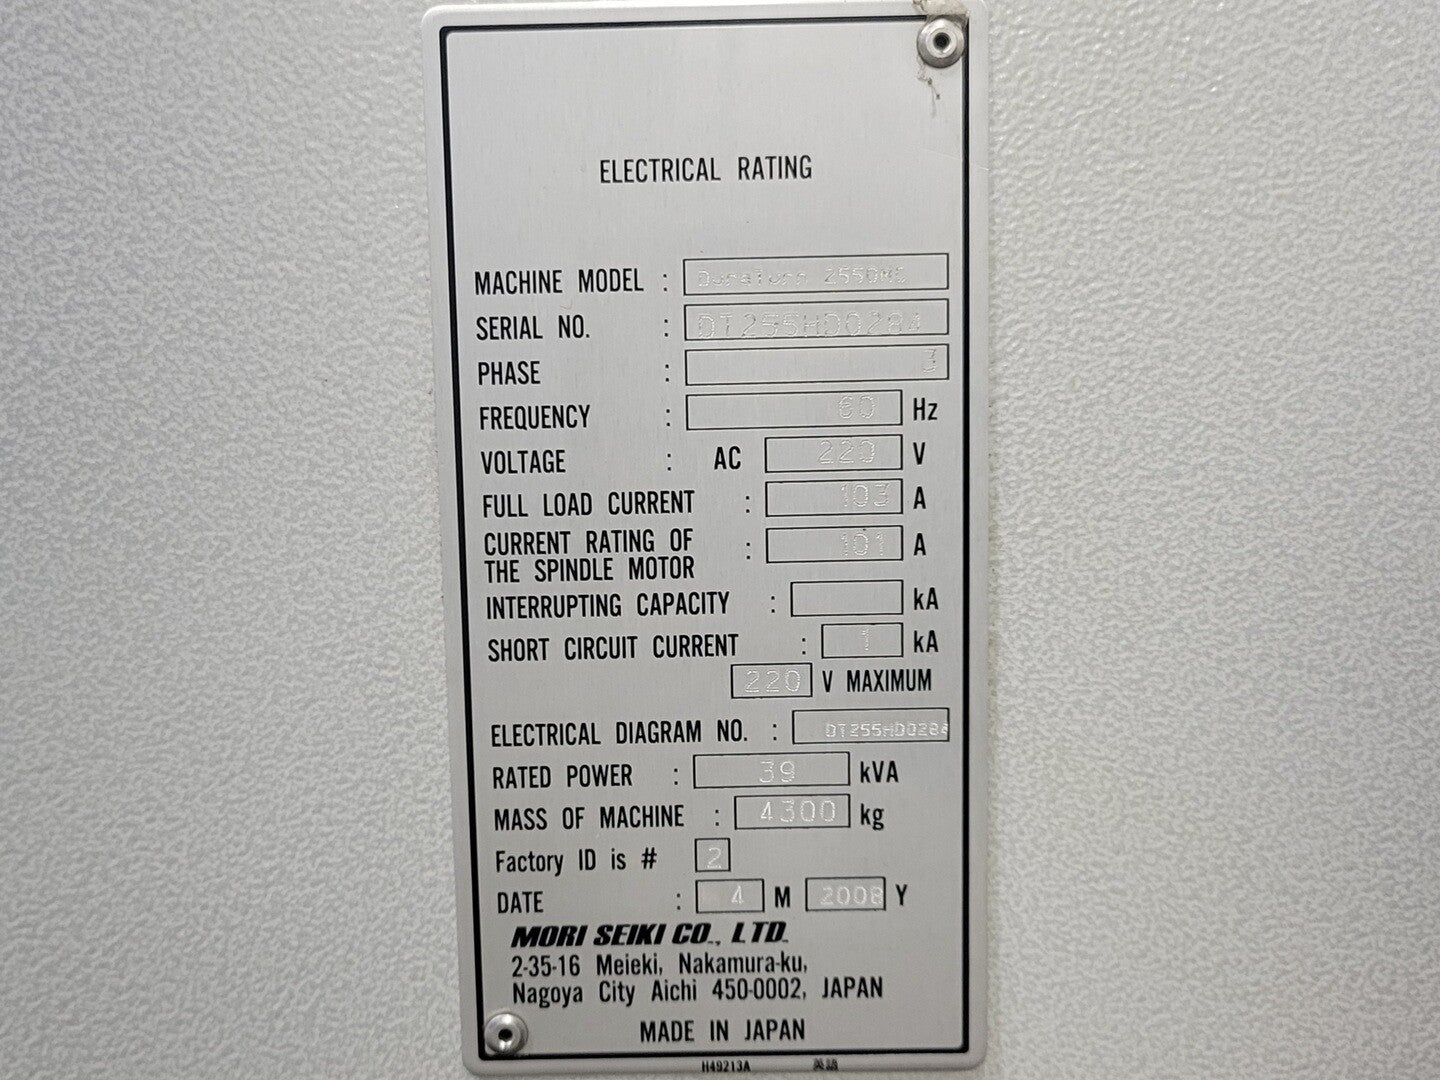 ELECTRICAL RATING
MACHINE MODEL : DuraTurn 2550MC
SERIAL NO. : DT255HD0284
PHASE : 3
FREQUENCY : 60 Hz
VOLTAGE : AC 220 V
FULL LOAD CURRENT : 103 A
CURRENT RATING OF
THE SPINDLE MOTOR : 101 A
INTERRUPTING CAPACITY : kA
SHORT CIRCUIT CURRENT : 1 kA
220 V MAXIMUM
ELECTRICAL DIAGRAM NO. : DT255HD0284
RATED POWER : 39 kVA
MASS OF MACHINE : 4300 kg
Factory ID is # 2
DATE : 4 M 2008 Y
MORI SEIKI CO., LTD.
2-35-16 Meieki, Nakamura-ku,
Nagoya City Aichi 450-0002, JAPAN
MADE IN JAPAN
H49213A 英語